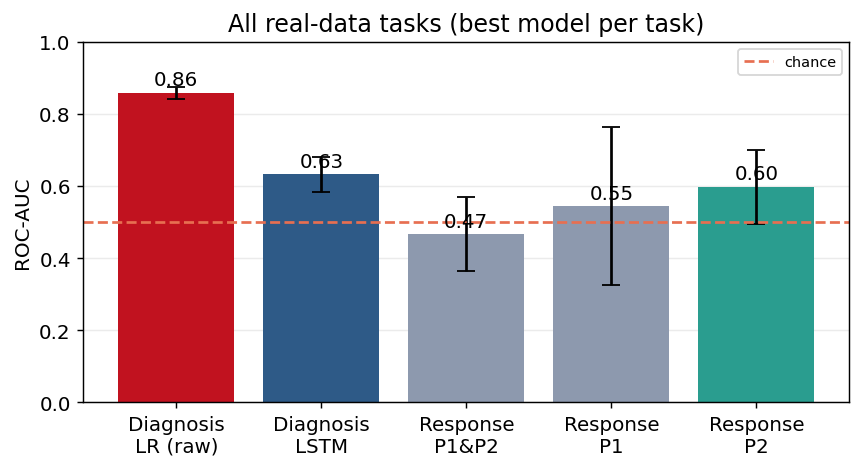 All real-data tasks (best model per task)
chance
ROC-AUC
1.0
0.8
0.6
0.4
0.2
0.0
0.86
0.63
0.47
0.55
0.60
Diagnosis
LR (raw)
Diagnosis
LSTM
Response
P1&P2
Response
P1
Response
P2